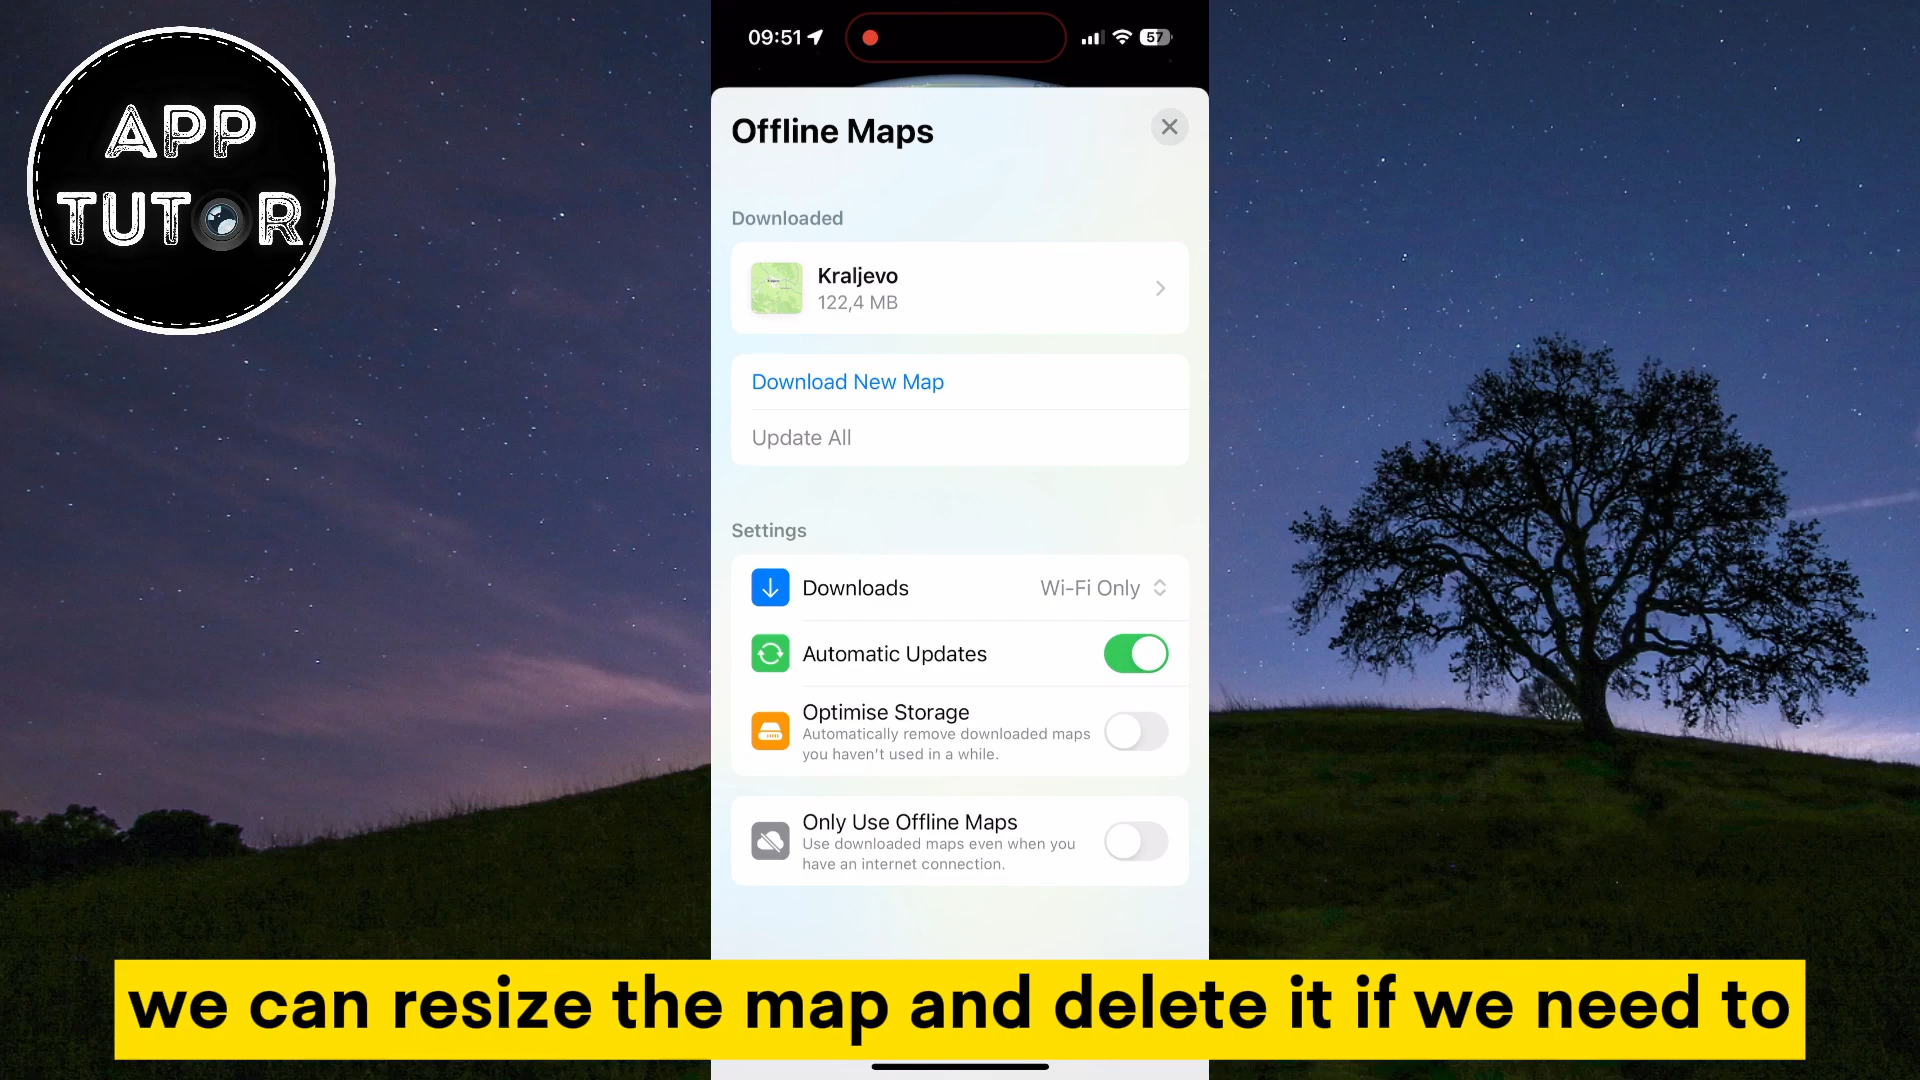 APP
TUTOR
09:51
57
Offline Maps
Downloaded
Kraljevo
122,4 MB
Download New Map
Update All
Settings
Downloads
Wi-Fi Only
Automatic Updates
Optimise Storage
Automatically remove downloaded maps
you haven't used in a while.
Only Use Offline Maps
Use downloaded maps even when you
have an internet connection.
we can resize the map and delete it if we need to